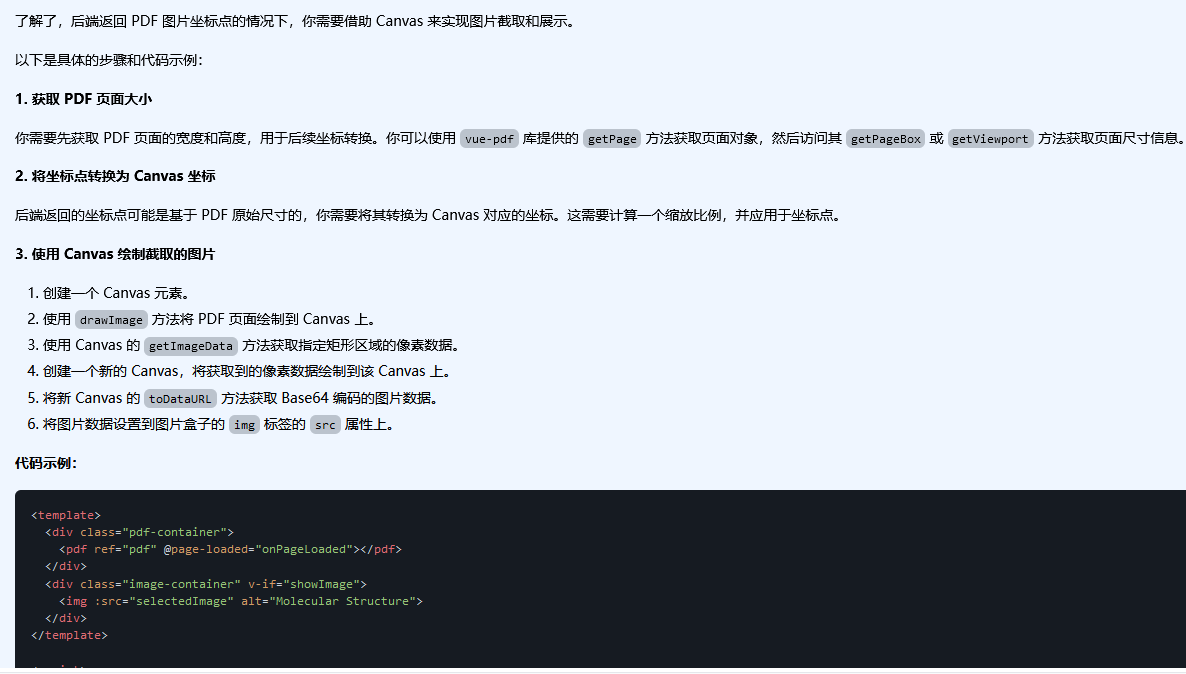 了解了，后端返回 PDF 图片坐标点的情况下，你需要借助 Canvas 来实现图片截取和展示。
以下是具体的步骤和代码示例：
1. 获取 PDF 页面大小
你需要先获取 PDF 页面的宽度和高度，用于后续坐标转换。你可以使用 vue-pdf 库提供的 getPage 方法获取页面对象，然后访问其 getPageBox 或 getViewport 方法获取页面尺寸信息。
2. 将坐标点转换为 Canvas 坐标
后端返回的坐标点可能是基于 PDF 原始尺寸的，你需要将其转换为 Canvas 对应的坐标。这需要计算一个缩放比例，并应用于坐标点。
3. 使用 Canvas 绘制截取的图片
1. 创建一个 Canvas 元素。
2. 使用 drawImage 方法将 PDF 页面绘制到 Canvas 上。
3. 使用 Canvas 的 getImageData 方法获取指定矩形区域的像素数据。
4. 创建一个新的 Canvas，将获取到的像素数据绘制到该 Canvas 上。
5. 将新 Canvas 的 toDataURL 方法获取 Base64 编码的图片数据。
6. 将图片数据设置到图片盒子的 img 标签的 src 属性上。
代码示例：
<template>
  <div class="pdf-container">
    <pdf ref="pdf" @page-loaded="onPageLoaded"></pdf>
  </div>
  <div class="image-container" v-if="showImage">
    <img :src="selectedImage" alt="Molecular Structure">
  </div>
</template>